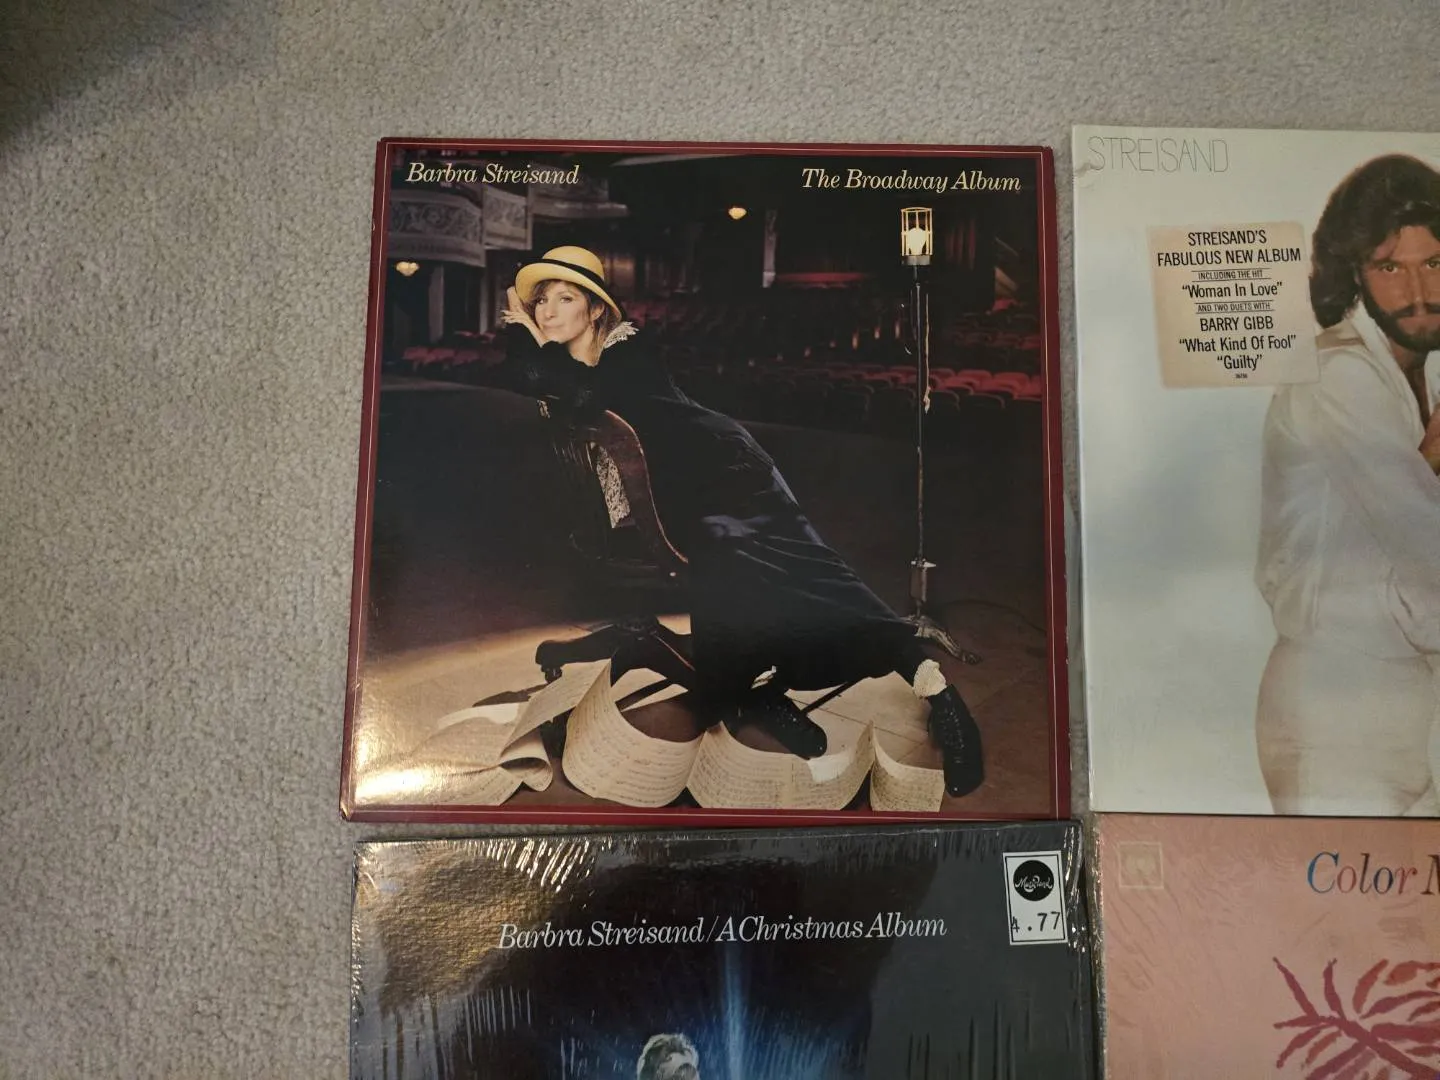 Barbra Streisand
The Broadway Album
STREISAND
STREISAND'S
FABULOUS NEW ALBUM
INCLUDING THE HIT
"Woman In Love"
AND TWO DUETS WITH
BARRY GIBB
"What Kind Of Fool"
"Guilty"
Barbra Streisand/A Christmas Album
4.77
Color